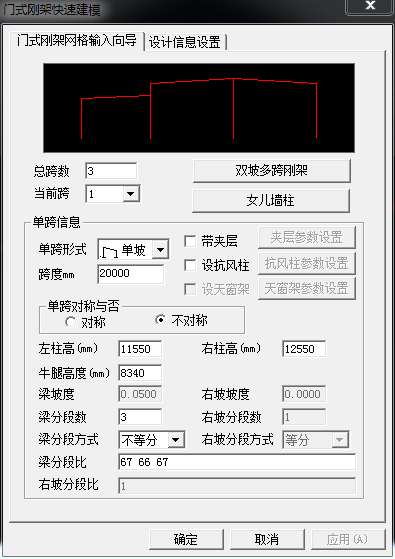 门式刚架快速建模
门式刚架网格输入向导 设计信息设置
总跨数 3 双坡多跨刚架
当前跨 1 女儿墙柱
单跨信息
单跨形式 单坡 带夹层 夹层参数设置
跨度mm 20000 设抗风柱 抗风柱参数设置
设天窗架 天窗架参数设置
单跨对称与否
对称 不对称
左柱高(mm) 11550 右柱高(mm) 12550
牛腿高度(mm) 8340
梁坡度 0.0500 右坡坡度 0.0000
梁分段数 3 右坡分段数 1
梁分段方式 不等分 右坡分段方式 等分
梁分段比 67 66 67
右坡分段比 1
确定 取消 应用(A)